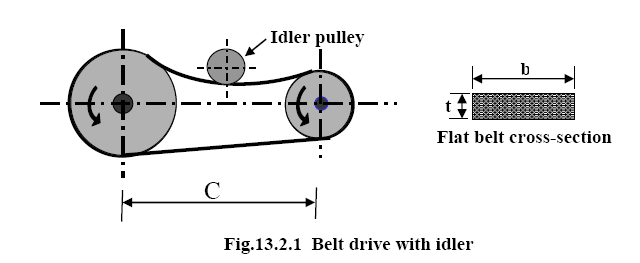 Idler pulley
b
t
Flat belt cross-section
C
Fig.13.2.1 Belt drive with idler